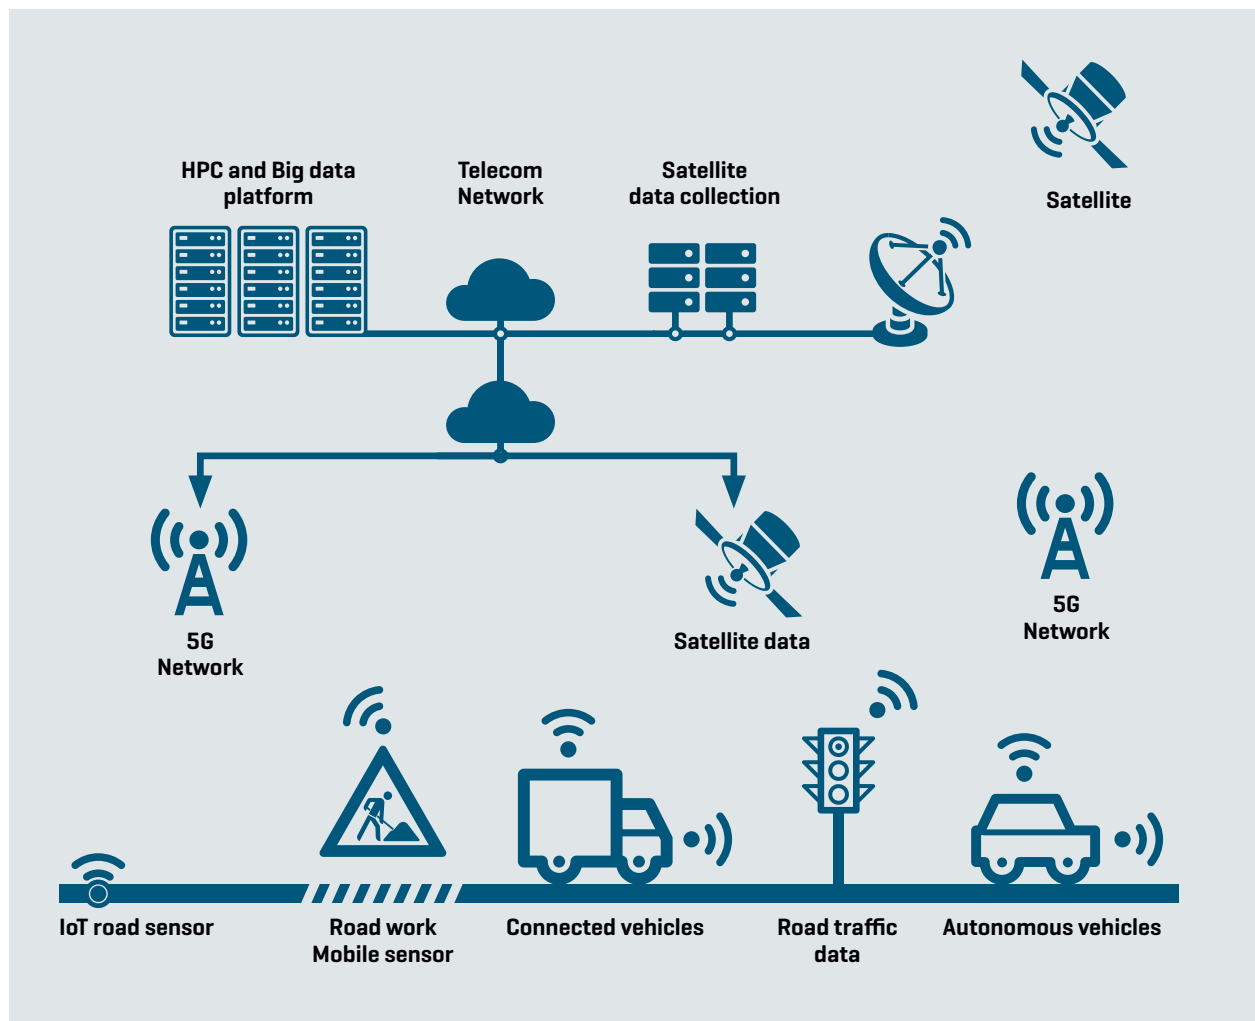 HPC and Big data
platform
Telecom
Network
Satellite
data collection
Satellite
5G
Network
Satellite data
5G
Network
IoT road sensor
Road work
Mobile sensor
Connected vehicles
Road traffic
data
Autonomous vehicles